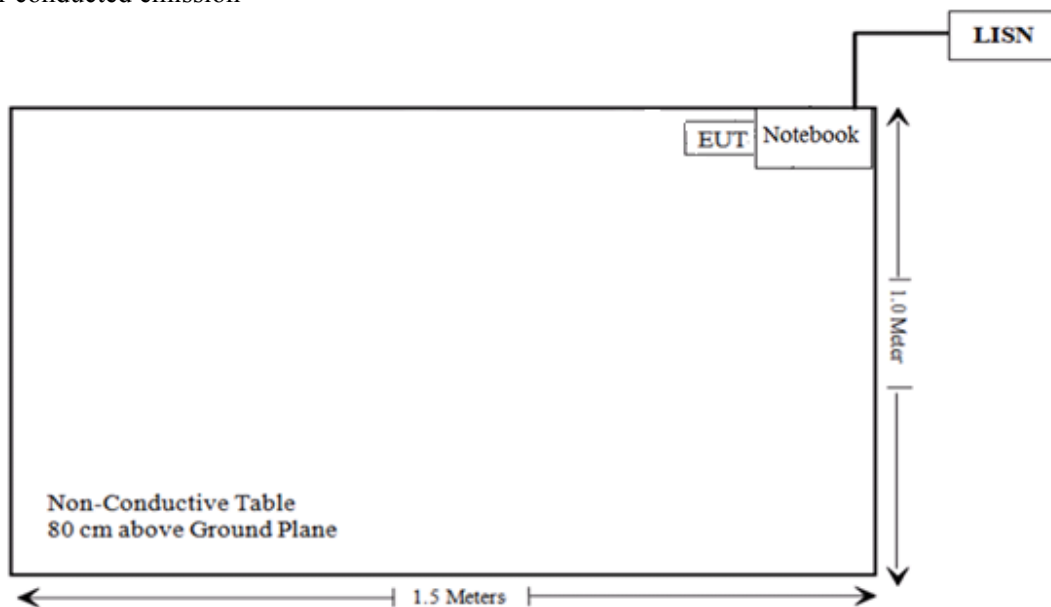 conducted emission
LISN
EUT
Notebook
1.0 Meter
Non-Conductive Table
80 cm above Ground Plane
1.5 Meters